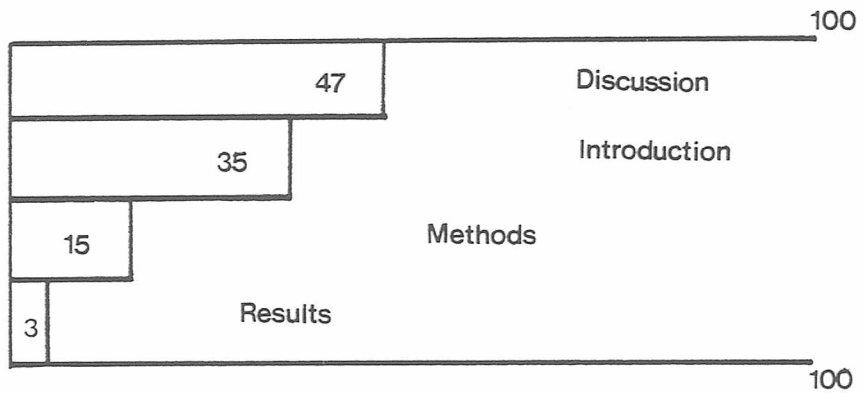 100
47 Discussion
35 Introduction
15 Methods
3 Results
100